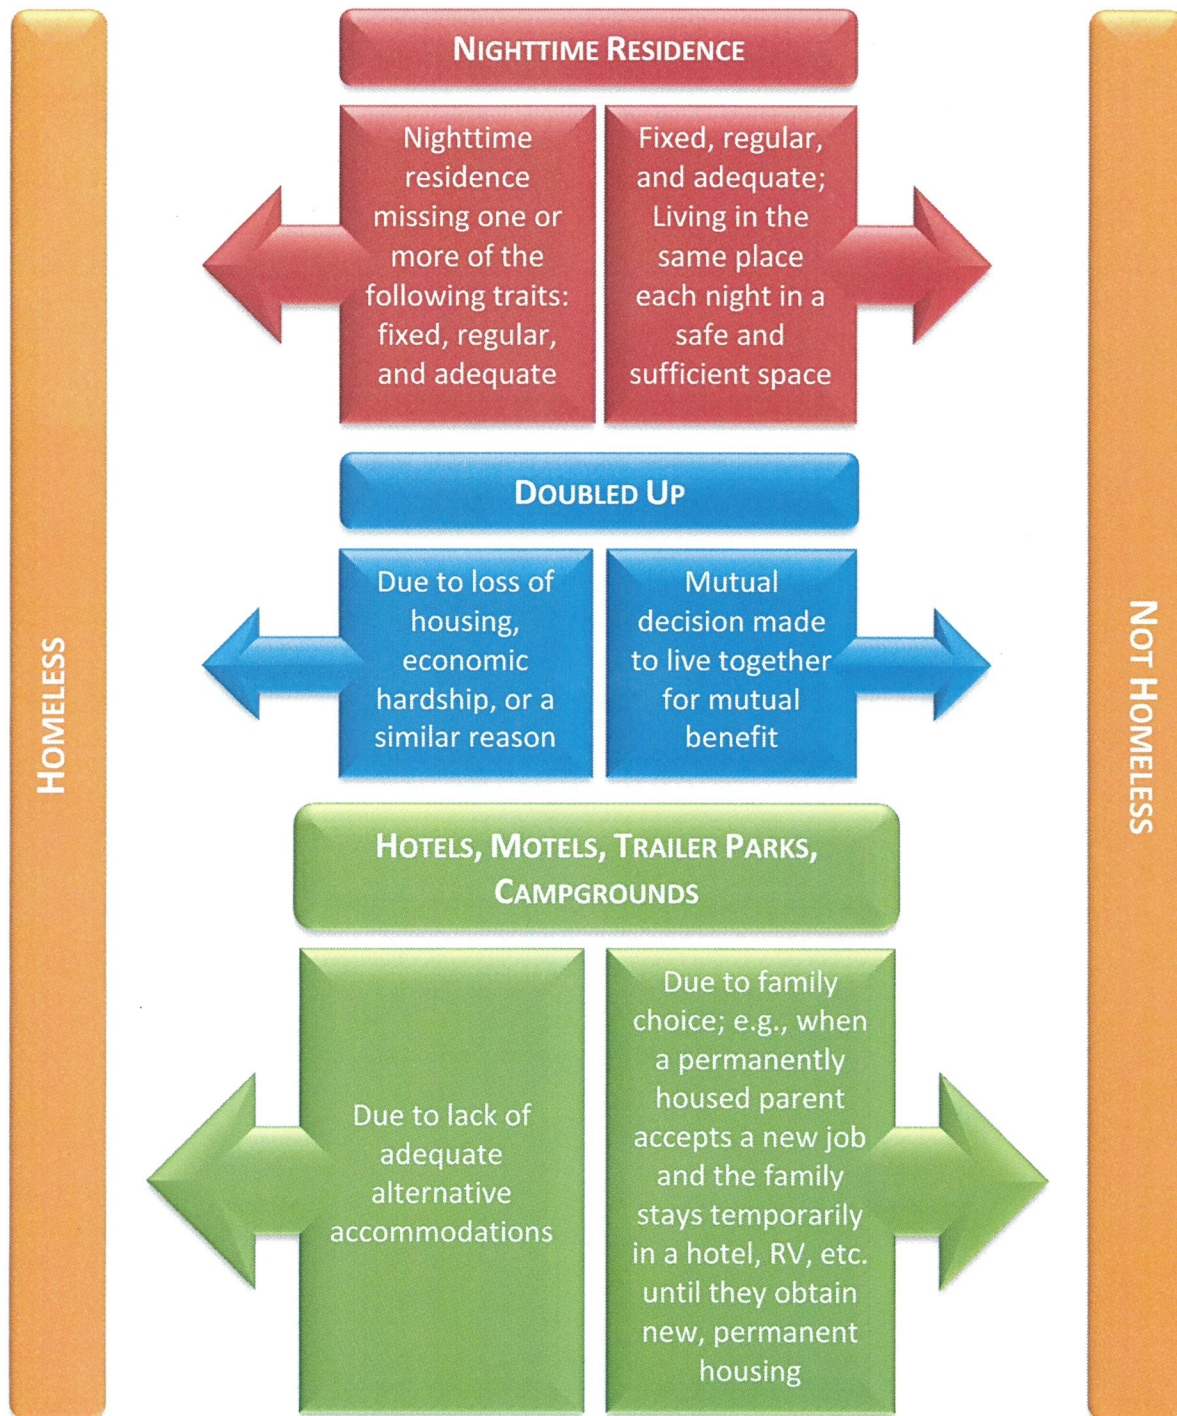 HOMELESS
NIGHTTIME RESIDENCE
Nighttime
residence
missing one or
more of the
following traits:
fixed, regular,
and adequate
Fixed, regular,
and adequate;
Living in the
same place
each night in a
safe and
sufficient space
DOUBLED UP
Due to loss of
housing,
economic
hardship, or a
similar reason
Mutual
decision made
to live together
for mutual
benefit
HOTELS, MOTELS, TRAILER PARKS,
CAMPGROUNDS
Due to lack of
adequate
alternative
accommodations
Due to family
choice; e.g., when
a permanently
housed parent
accepts a new job
and the family
stays temporarily
in a hotel, RV, etc.
until they obtain
new, permanent
housing
NOT HOMELESS